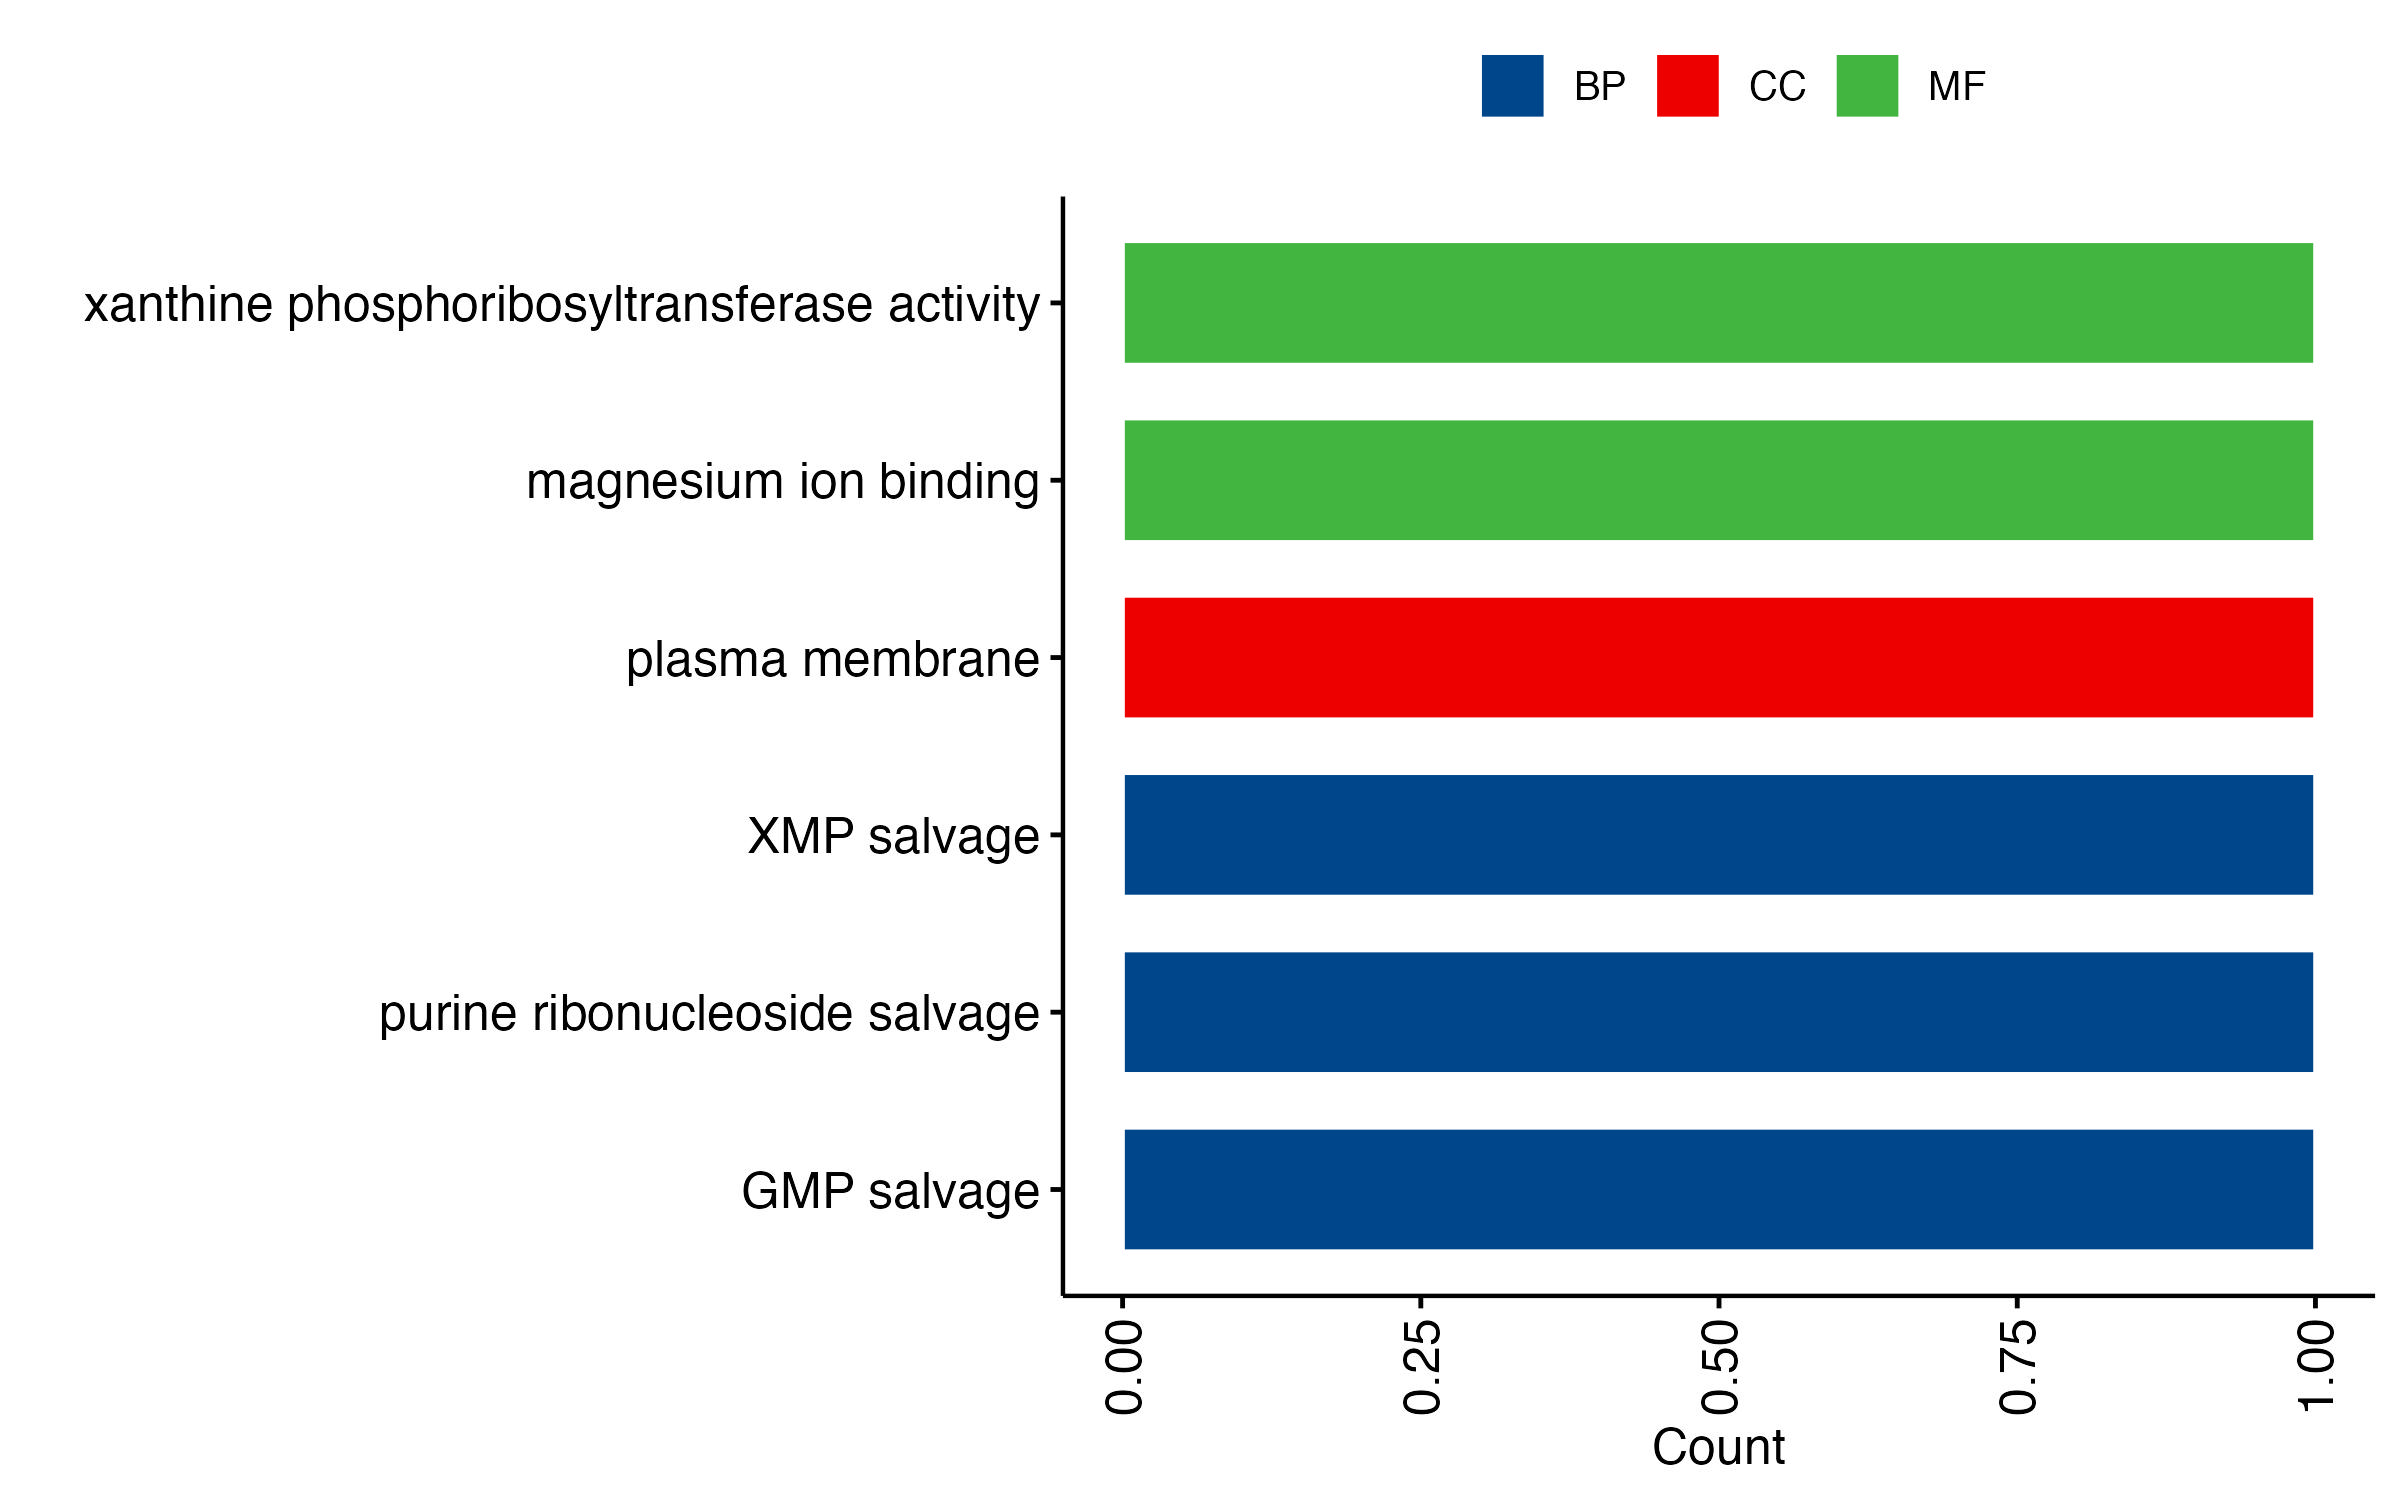 BP CC MF
xanthine phosphoribosyltransferase activity
magnesium ion binding
plasma membrane
XMP salvage
purine ribonucleoside salvage
GMP salvage
0.00 0.25 0.50 0.75 1.00
Count